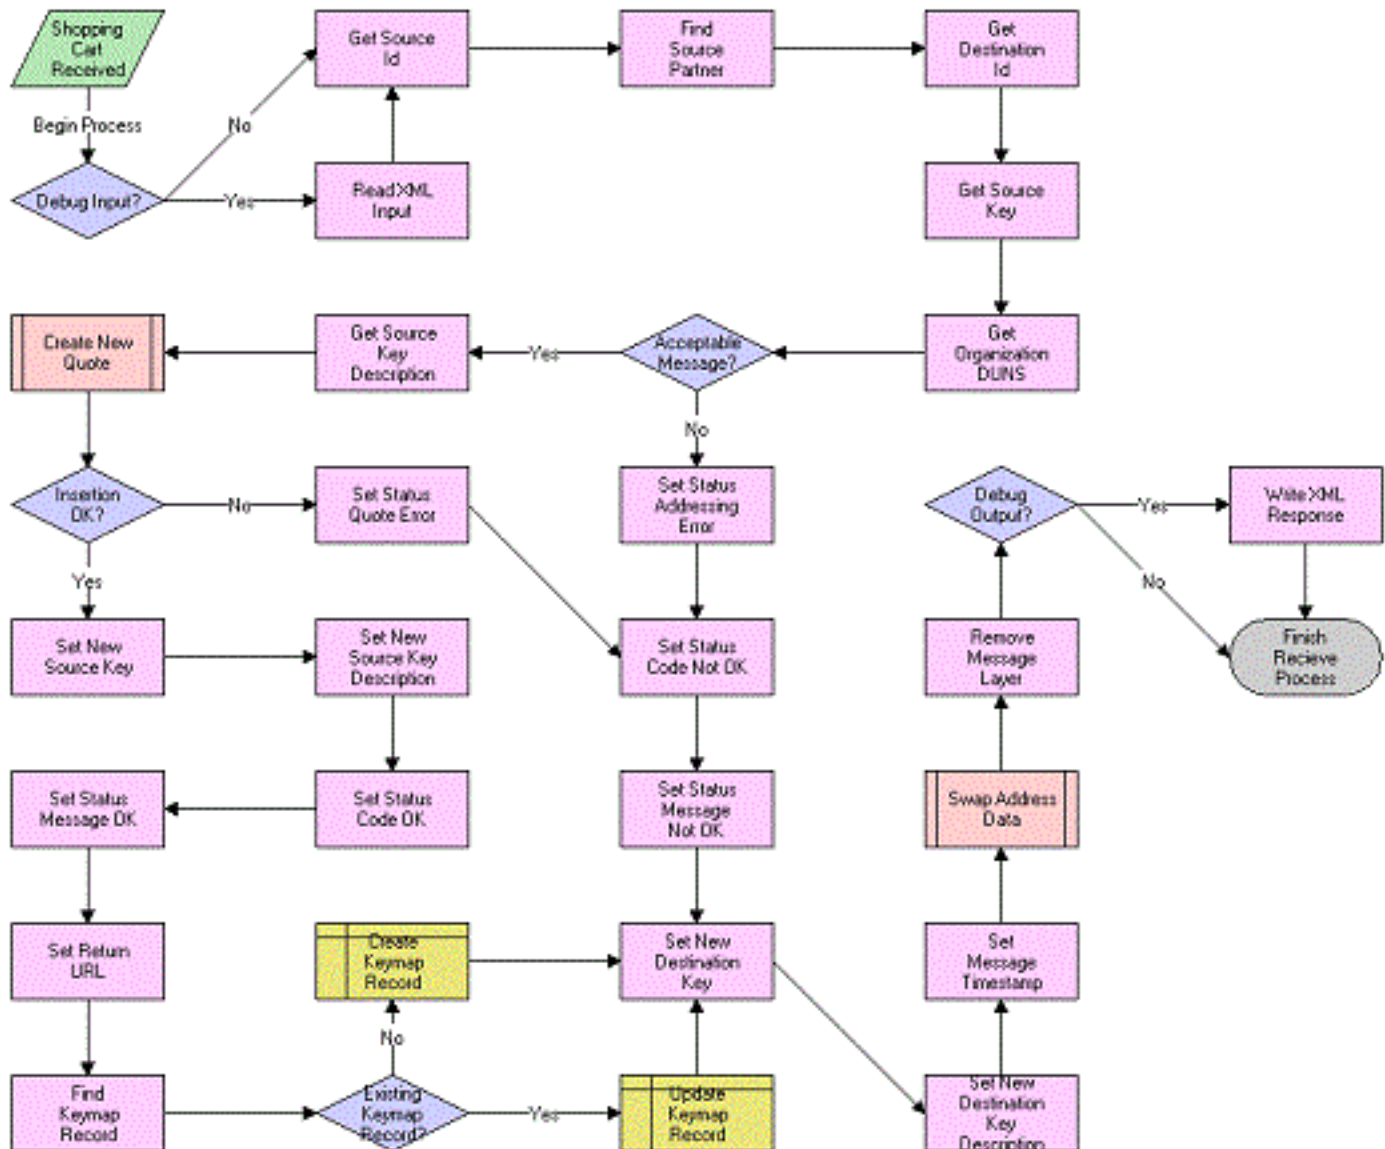 Shopping
Cart
Received
Get Source
Id
Find
Source
Partner
Get
Destination
Id
Begin Process
No
Debug Input?
Yes
Read XML
Input
Get Source
Key
Create New
Quote
Get Source
Key
Description
Yes
Acceptable
Message?
Get
Organization
DUNS
No
Insertion
OK?
No
Set Status
Quote Error
Set Status
Addressing
Error
Debug
Output?
Yes
Write XML
Response
Yes
No
Set New
Source Key
Set New
Source Key
Description
Set Status
Code Not OK
Remove
Message
Layer
Finish
Recieve
Process
Set Status
Message OK
Set Status
Code OK
Set Status
Message
Not OK
Swap Address
Data
Set Return
URL
Create
Keymap
Record
Set New
Destination
Key
Set
Message
Timestamp
No
Find
Keymap
Record
Existing
Keymap
Record?
Yes
Update
Keymap
Record
Set New
Destination
Key
Description